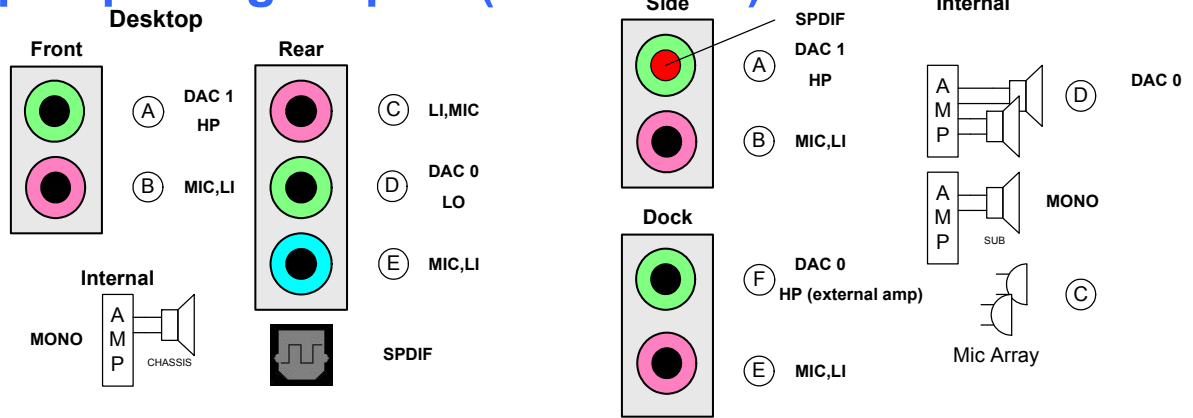 Desktop
Front
Rear
A
DAC 1
HP
B
MIC,LI
C
LI,MIC
D
DAC 0
LO
E
MIC,LI
SPDIF
Internal
MONO
A
M
P
CHASSIS
Side
SPDIF
A
DAC 1
HP
B
MIC,LI
Dock
F
DAC 0
HP (external amp)
E
MIC,LI
Internal
A
M
P
D
DAC 0
A
M
P
SUB
MONO
C
Mic Array